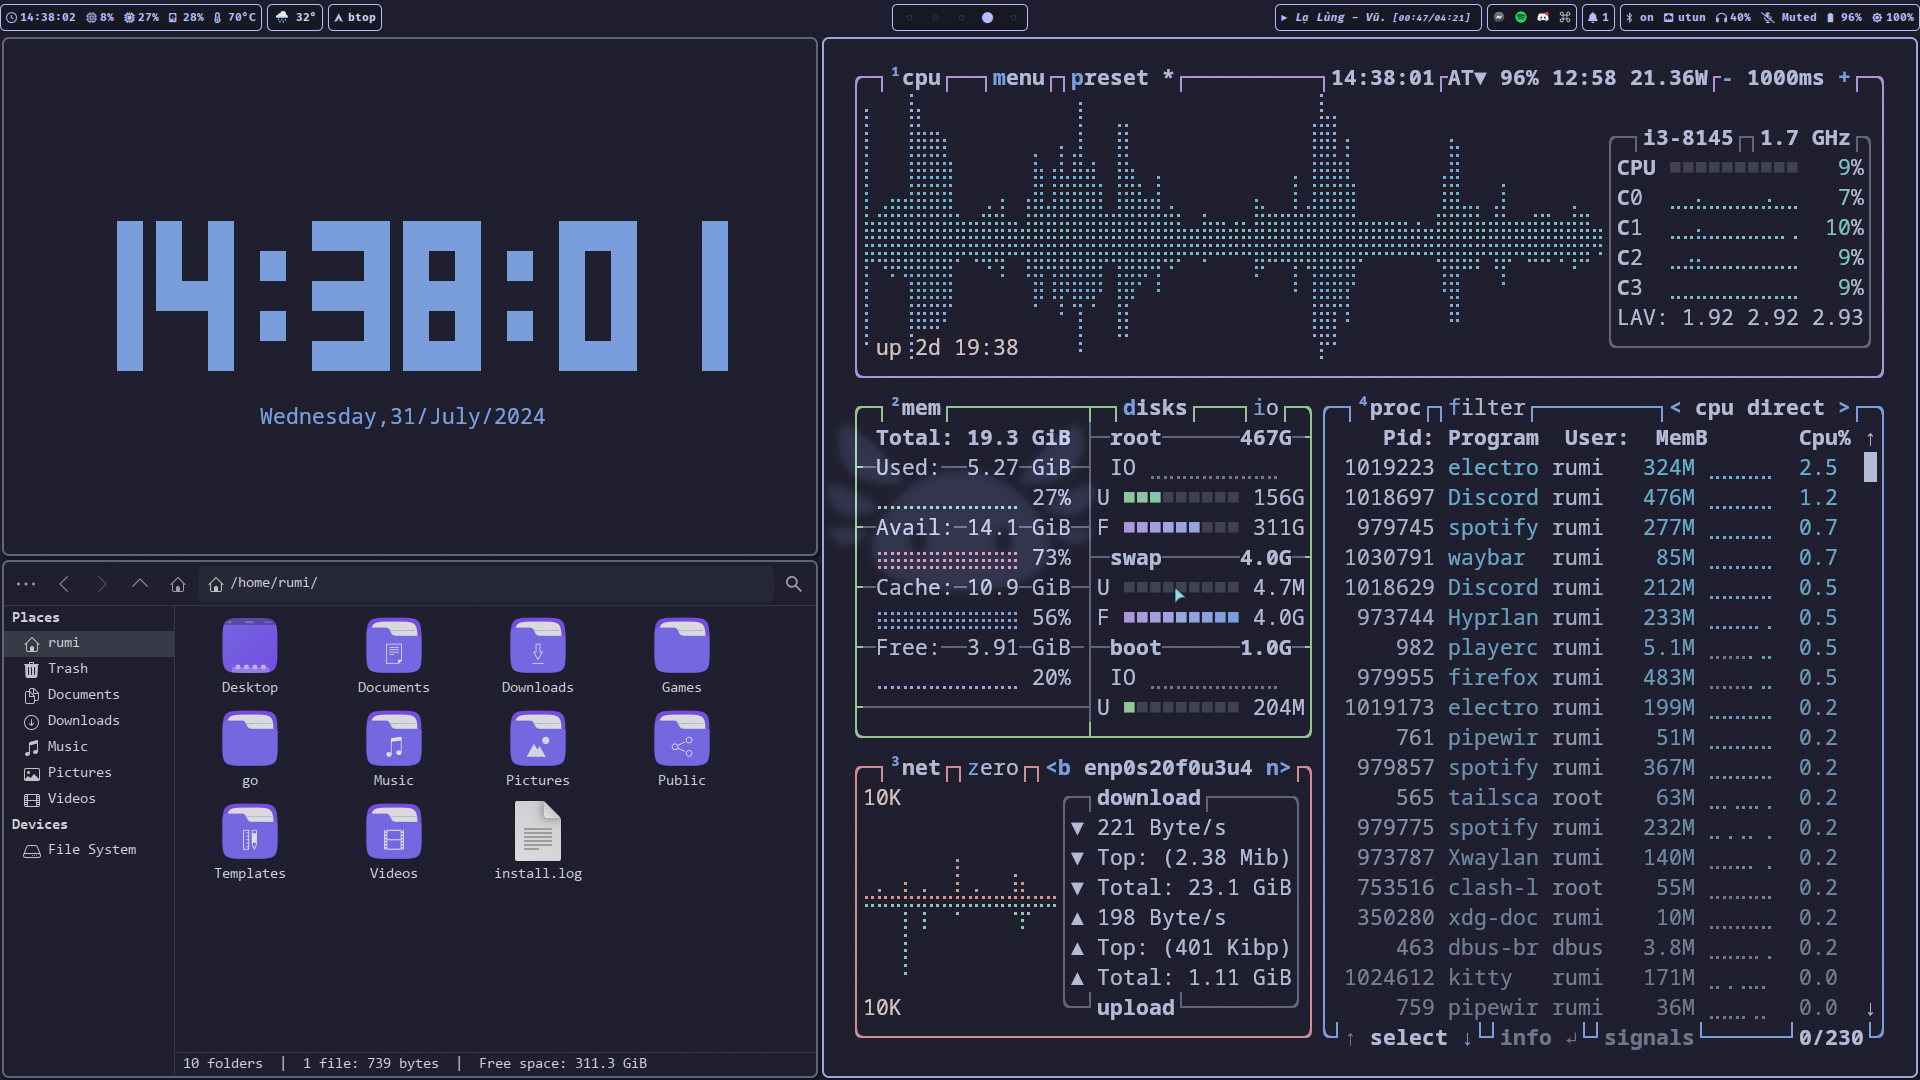 14:38:02 8% 27% 28% 70°C 32° btop
Lạ Lùng – Vũ. [00:47/04:21] 1 on utun 40% Muted 96% 100%
14:38:01
Wednesday,31/July/2024
/home/rumi/
Places
rumi
Trash
Documents
Downloads
Music
Pictures
Videos
Devices
File System
Desktop Documents Downloads Games
go Music Pictures Public
Templates Videos install.log
10 folders | 1 file: 739 bytes | Free space: 311.3 GiB
1cpu menu preset * 14:38:01 AT▼ 96% 12:58 21.36W - 1000ms +
i3-8145 1.7 GHz
CPU 9%
C0 7%
C1 10%
C2 9%
C3 9%
LAV: 1.92 2.92 2.93
up 2d 19:38
2mem disks io
Total: 19.3 GiB
Used: 5.27 GiB
27%
Avail: 14.1 GiB
73%
Cache: 10.9 GiB
56%
Free: 3.91 GiB
20%
root 467G
IO
U 156G
F 311G
swap 4.0G
U 4.7M
F 4.0G
boot 1.0G
IO
U 204M
3net zero <b enp0s20f0u3u4 n>
10K
download
▼ 221 Byte/s
▼ Top: (2.38 Mib)
▼ Total: 23.1 GiB
▲ 198 Byte/s
▲ Top: (401 Kibp)
▲ Total: 1.11 GiB
upload
10K
4proc filter < cpu direct >
Pid: Program User: MemB Cpu% ↑
1019223 electro rumi 324M 2.5
1018697 Discord rumi 476M 1.2
979745 spotify rumi 277M 0.7
1030791 waybar rumi 85M 0.7
1018629 Discord rumi 212M 0.5
973744 Hyprlan rumi 233M 0.5
982 playerc rumi 5.1M 0.5
979955 firefox rumi 483M 0.5
1019173 electro rumi 199M 0.2
761 pipewir rumi 51M 0.2
979857 spotify rumi 367M 0.2
565 tailsca root 63M 0.2
979775 spotify rumi 232M 0.2
973787 Xwaylan rumi 140M 0.2
753516 clash-l root 55M 0.2
350280 xdg-doc rumi 10M 0.2
463 dbus-br dbus 3.8M 0.2
1024612 kitty rumi 171M 0.0
759 pipewir rumi 36M 0.0 ↓
↑ select ↓ info ↲ signals 0/230